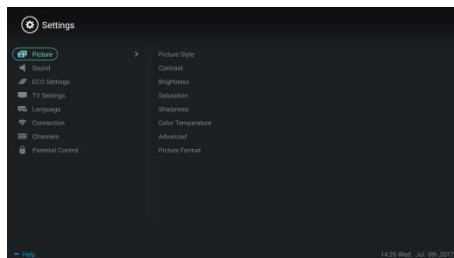 Settings
Picture
Sound
ECO Settings
TV Settings
Language
Connection
Channels
Parental Control
Picture Style
Contrast
Brightness
Saturation
Sharpness
Color Temperature
Advanced
Picture Format
Help
14:26 Wed. Jul. 5th ,2017